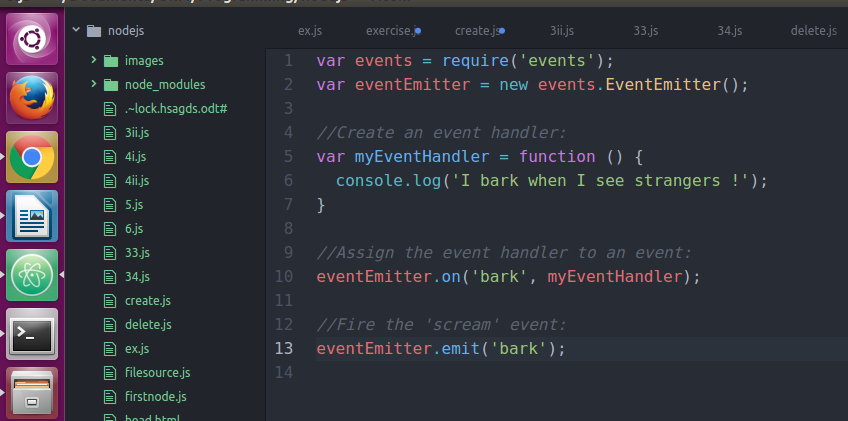 nodejs
images
node_modules
.~lock.hsagds.odt#
3ii.js
4i.js
4ii.js
5.js
6.js
33.js
34.js
create.js
delete.js
ex.js
filesource.js
firstnode.js
head.html
ex.js exercise.js create.js 3ii.js 33.js 34.js delete.js
1 var events = require('events');
2 var eventEmitter = new events.EventEmitter();
3
4 //Create an event handler:
5 var myEventHandler = function () {
6 console.log('I bark when I see strangers !');
7 }
8
9 //Assign the event handler to an event:
10 eventEmitter.on('bark', myEventHandler);
11
12 //Fire the 'scream' event:
13 eventEmitter.emit('bark');
14